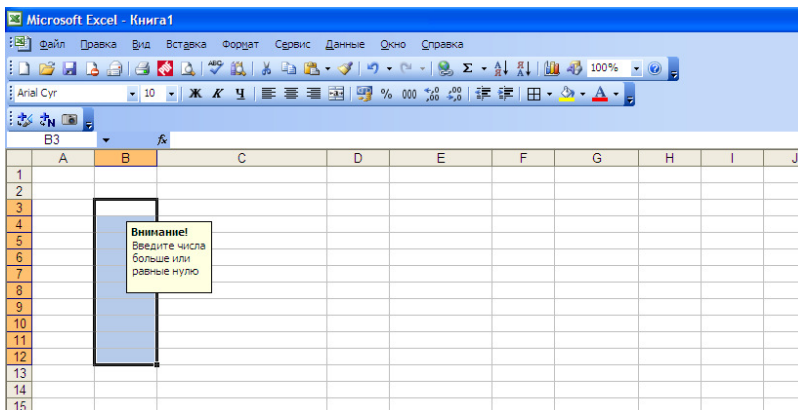 Microsoft Excel - Книга1
Файл Правка Вид Вставка Формат Сервис Данные Окно Справка
100%
Arial Cyr 10 Ж К Ч % 000
B3 fx
A B C D E F G H I J
1
2
3
4
Внимание!
5
Введите числа
6
больше или
7
равные нулю
8
9
10
11
12
13
14
15